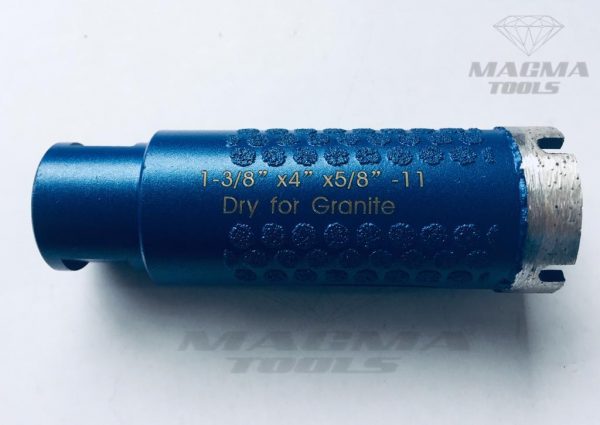 MAGMA
TOOLS
1-3/8” x4” x5/8” -11
Dry for Granite
MAGMA
TOOLS